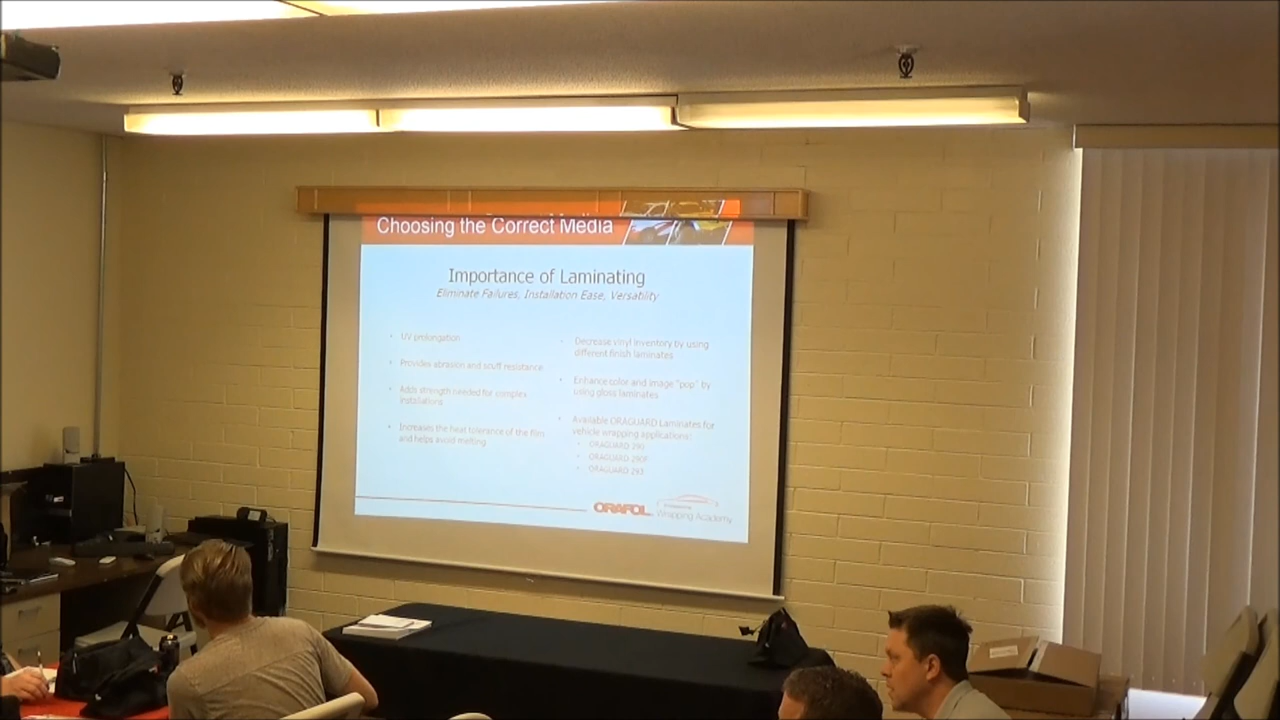 Choosing the Correct Media
Importance of Laminating
Eliminate Failures, Installation Ease, Versatility
• UV prolongation
• Provides abrasion and scuff resistance
• Adds strength needed for complex
installations
• Increases the heat tolerance of the film
and helps avoid melting
• Decrease vinyl inventory by using
different finish laminates
• Enhance color and image "pop" by
using gloss laminates
• Available ORAGUARD Laminates for
vehicle wrapping applications:
• ORAGUARD 290
• ORAGUARD 290F
• ORAGUARD 293
ORAFOL
Wrapping Academy